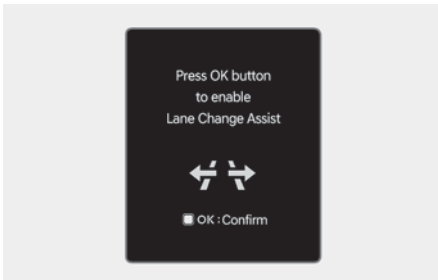 Press OK button
to enable
Lane Change Assist
OK : Confirm